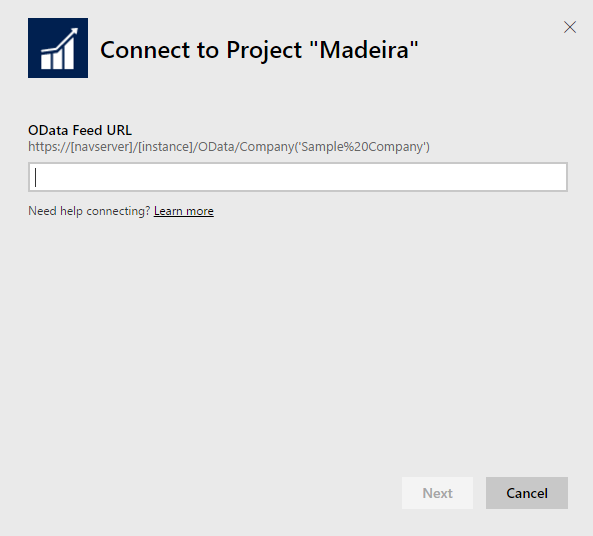 Connect to Project "Madeira"
OData Feed URL
https://[navserver]/[instance]/OData/Company('Sample%20Company')
Need help connecting? Learn more
Next
Cancel